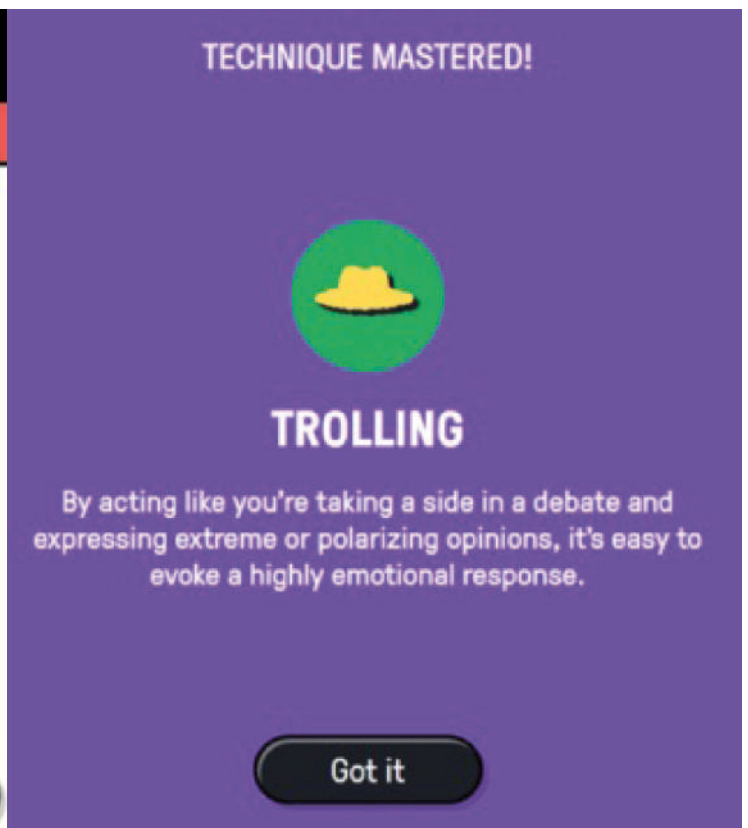 TECHNIQUE MASTERED!
TROLLING
By acting like you're taking a side in a debate and
expressing extreme or polarizing opinions, it's easy to
evoke a highly emotional response.
Got it